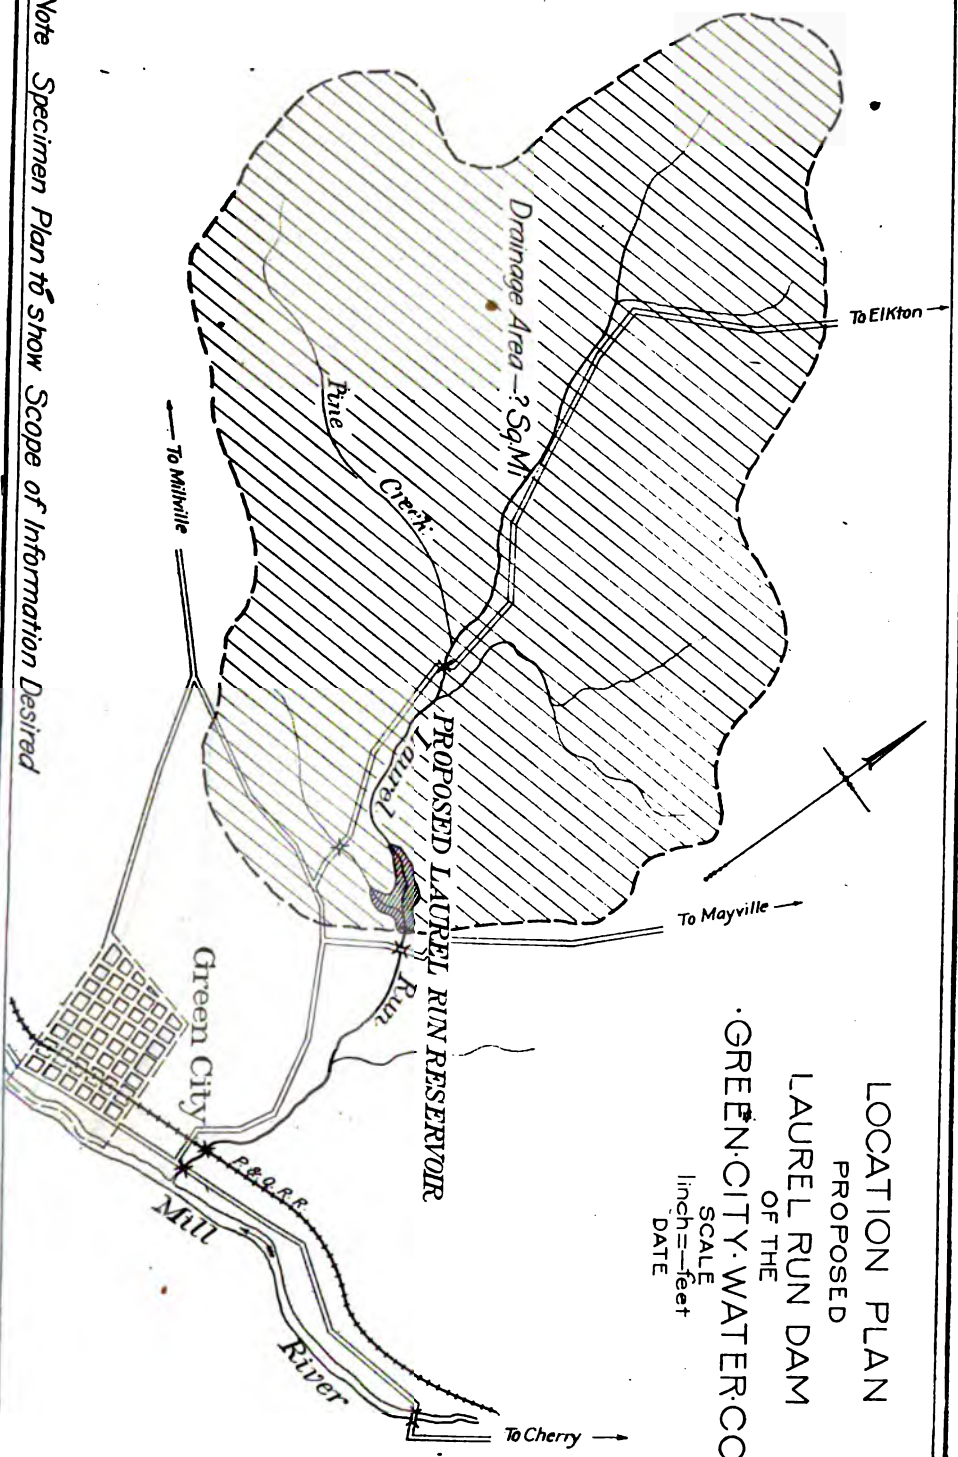 LOCATION PLAN
PROPOSED
LAUREL RUN DAM
OF THE
·GREEN·CITY·WATER·CO
SCALE
1inch=—feet
DATE
To Elkton
To Mayville
To Cherry
To Millville
Drainage Area–? Sq.Mi
Pine Creek
PROPOSED LAUREL RUN RESERVOIR
Laurel Run
Green City
P. & Q. R. R.
Mill River
Note Specimen Plan to show Scope of Information Desired